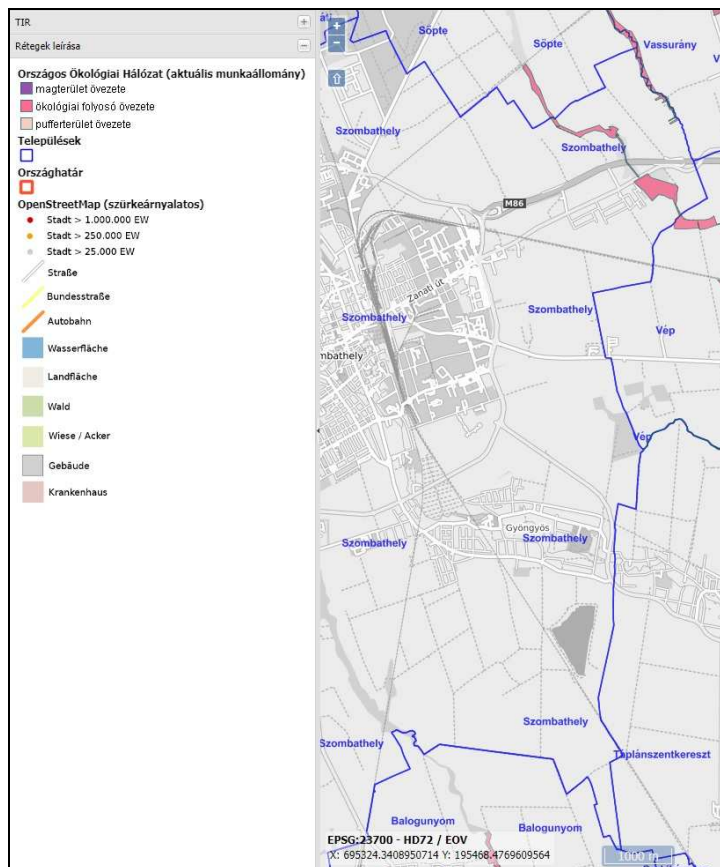 TIR
Rétegek leírása
Országos Ökológiai Hálózat (aktuális munkaállomány)
magterület övezete
ökológiai folyosó övezete
pufferterület övezete
Települések
Országhatár
OpenStreetMap (szürkeárnyalatos)
Stadt > 1.000.000 EW
Stadt > 250.000 EW
Stadt > 25.000 EW
Straße
Bundesstraße
Autobahn
Wasserfläche
Landfläche
Wald
Wiese / Acker
Gebäude
Krankenhaus
Söpte
Söpte
Vassurány
Szombathely
Szombathely
M86
Zanati út
Szombathely
Szombathely
Vép
mbathely
Vép
Gyöngyös
Szombathely
Szombathely
Szombathely
Szombathely
Táplánszentkereszt
Balogunyom
Balogunyom
EPSG:23700 - HD72 / EOV
X: 695324.3408950714 Y: 195468.4769609564
1000 m